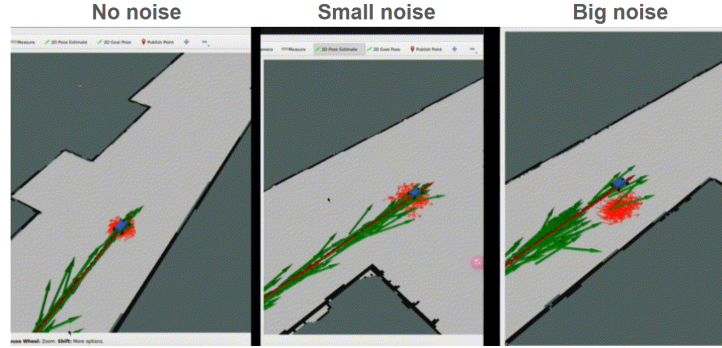 No noise
Small noise
Big noise
Measure
2D Pose Estimate
2D Goal Pose
Publish Point
Measure
2D Pose Estimate
2D Goal Pose
Publish Point
Wheel: Zoom. Shift: More options.